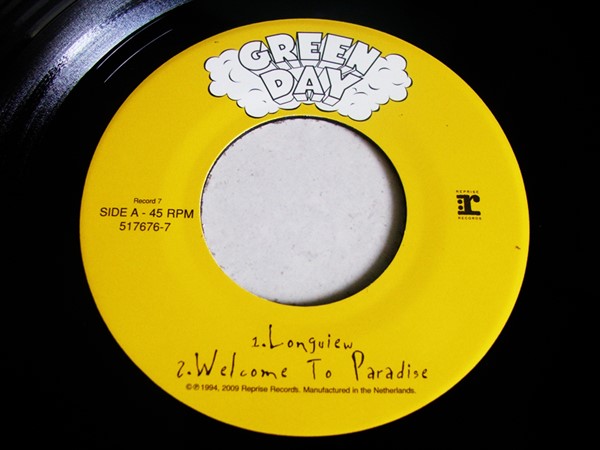 GREEN
DAY
Record 7
SIDE A - 45 RPM
517676-7
REPRISE
r
RECORDS
1.Longview
2.Welcome To Paradise
©℗1994, 2009 Reprise Records. Manufactured in the Netherlands.